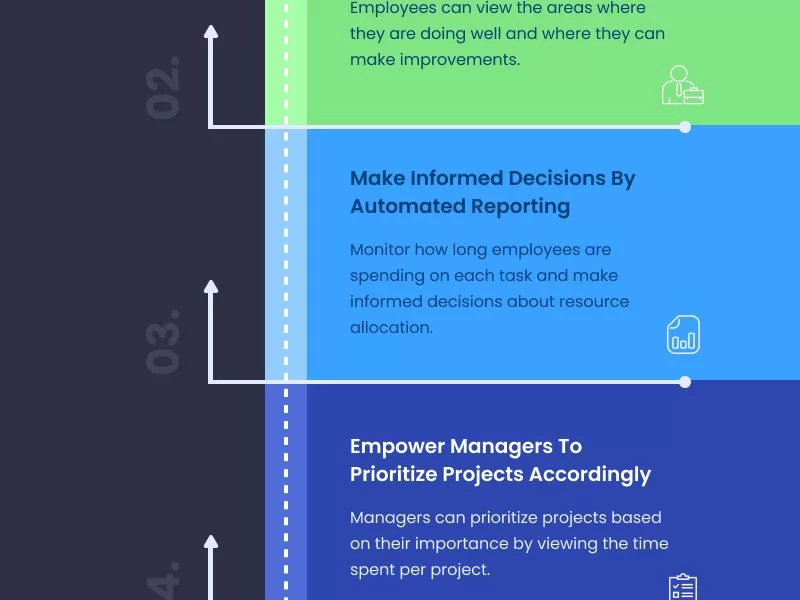 Employees can view the areas where
they are doing well and where they can
make improvements.
02.
Make Informed Decisions By
Automated Reporting
Monitor how long employees are
spending on each task and make
informed decisions about resource
allocation.
03.
Empower Managers To
Prioritize Projects Accordingly
Managers can prioritize projects based
on their importance by viewing the time
spent per project.
4.